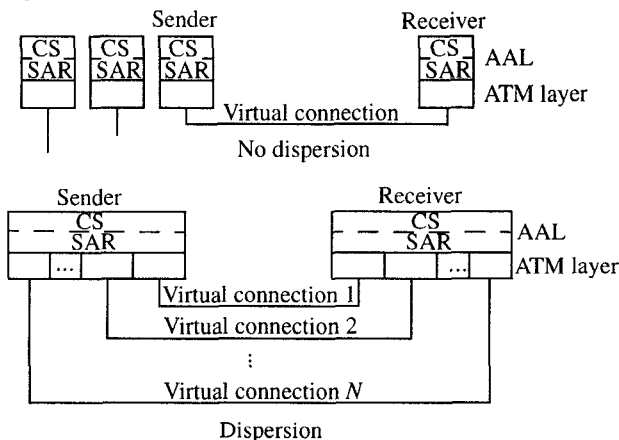 Sender
Receiver
CS
SAR
CS
SAR
CS
SAR
CS
SAR
AAL
ATM layer
Virtual connection
No dispersion
Sender
Receiver
CS
SAR
CS
SAR
AAL
...
...
ATM layer
Virtual connection 1
Virtual connection 2
⋮
Virtual connection N
Dispersion